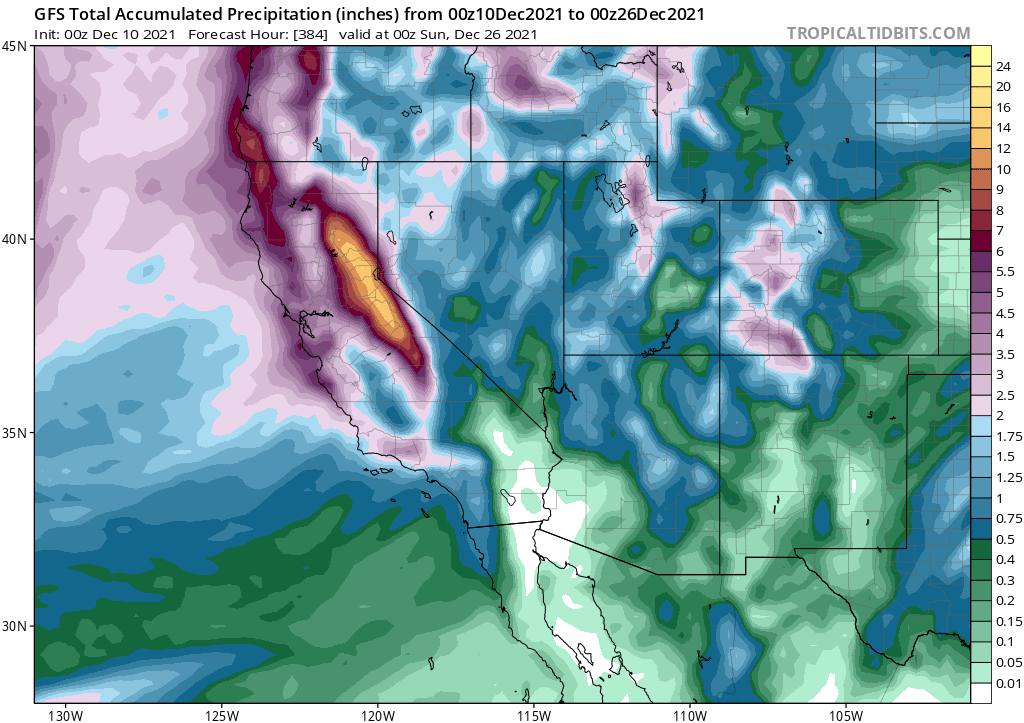 GFS Total Accumulated Precipitation (inches) from 00z10Dec2021 to 00z26Dec2021
Init: 00z Dec 10 2021 Forecast Hour: [384] valid at 00z Sun, Dec 26 2021
TROPICALTIDBITS.COM
45N
40N
35N
30N
130W
125W
120W
115W
110W
105W
24
20
16
14
12
10
9
8
7
6
5.5
5
4.5
4
3.5
3
2.5
2
1.75
1.5
1.25
1
0.75
0.5
0.4
0.3
0.2
0.15
0.1
0.05
0.01